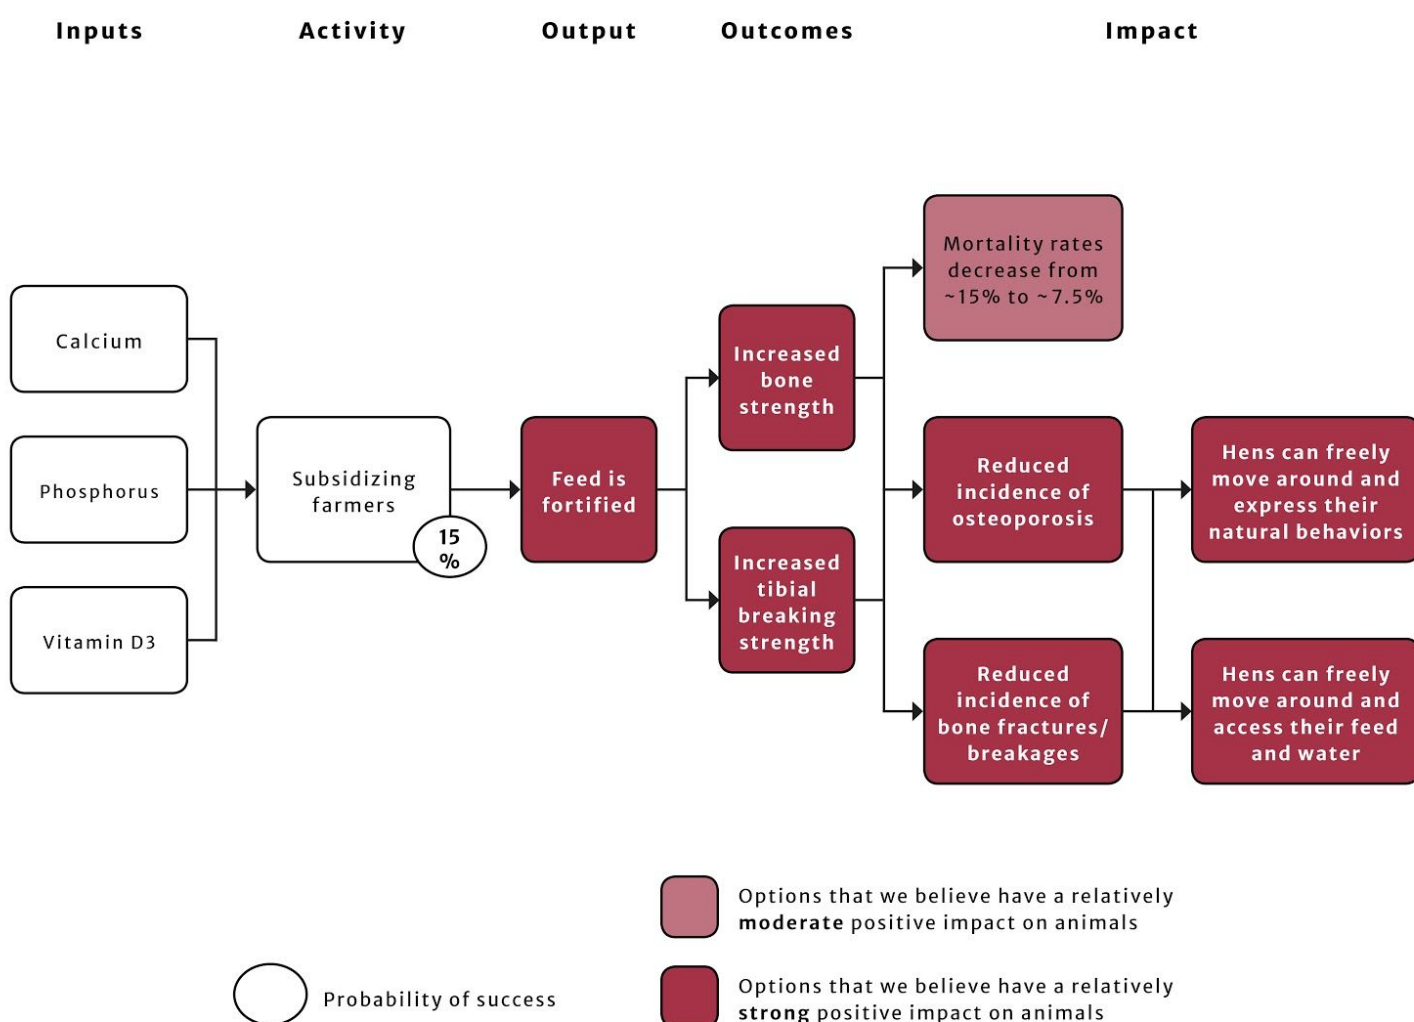 Inputs
Activity
Output
Outcomes
Impact
Mortality rates
decrease from
~15% to ~7.5%
Calcium
Phosphorus
Vitamin D3
Subsidizing
farmers
15
%
Feed is
fortified
Increased
bone
strength
Increased
tibial
breaking
strength
Reduced
incidence of
osteoporosis
Reduced
incidence of
bone fractures/
breakages
Hens can freely
move around and
express their
natural behaviors
Hens can freely
move around and
access their feed
and water
Options that we believe have a relatively
moderate positive impact on animals
Probability of success
Options that we believe have a relatively
strong positive impact on animals